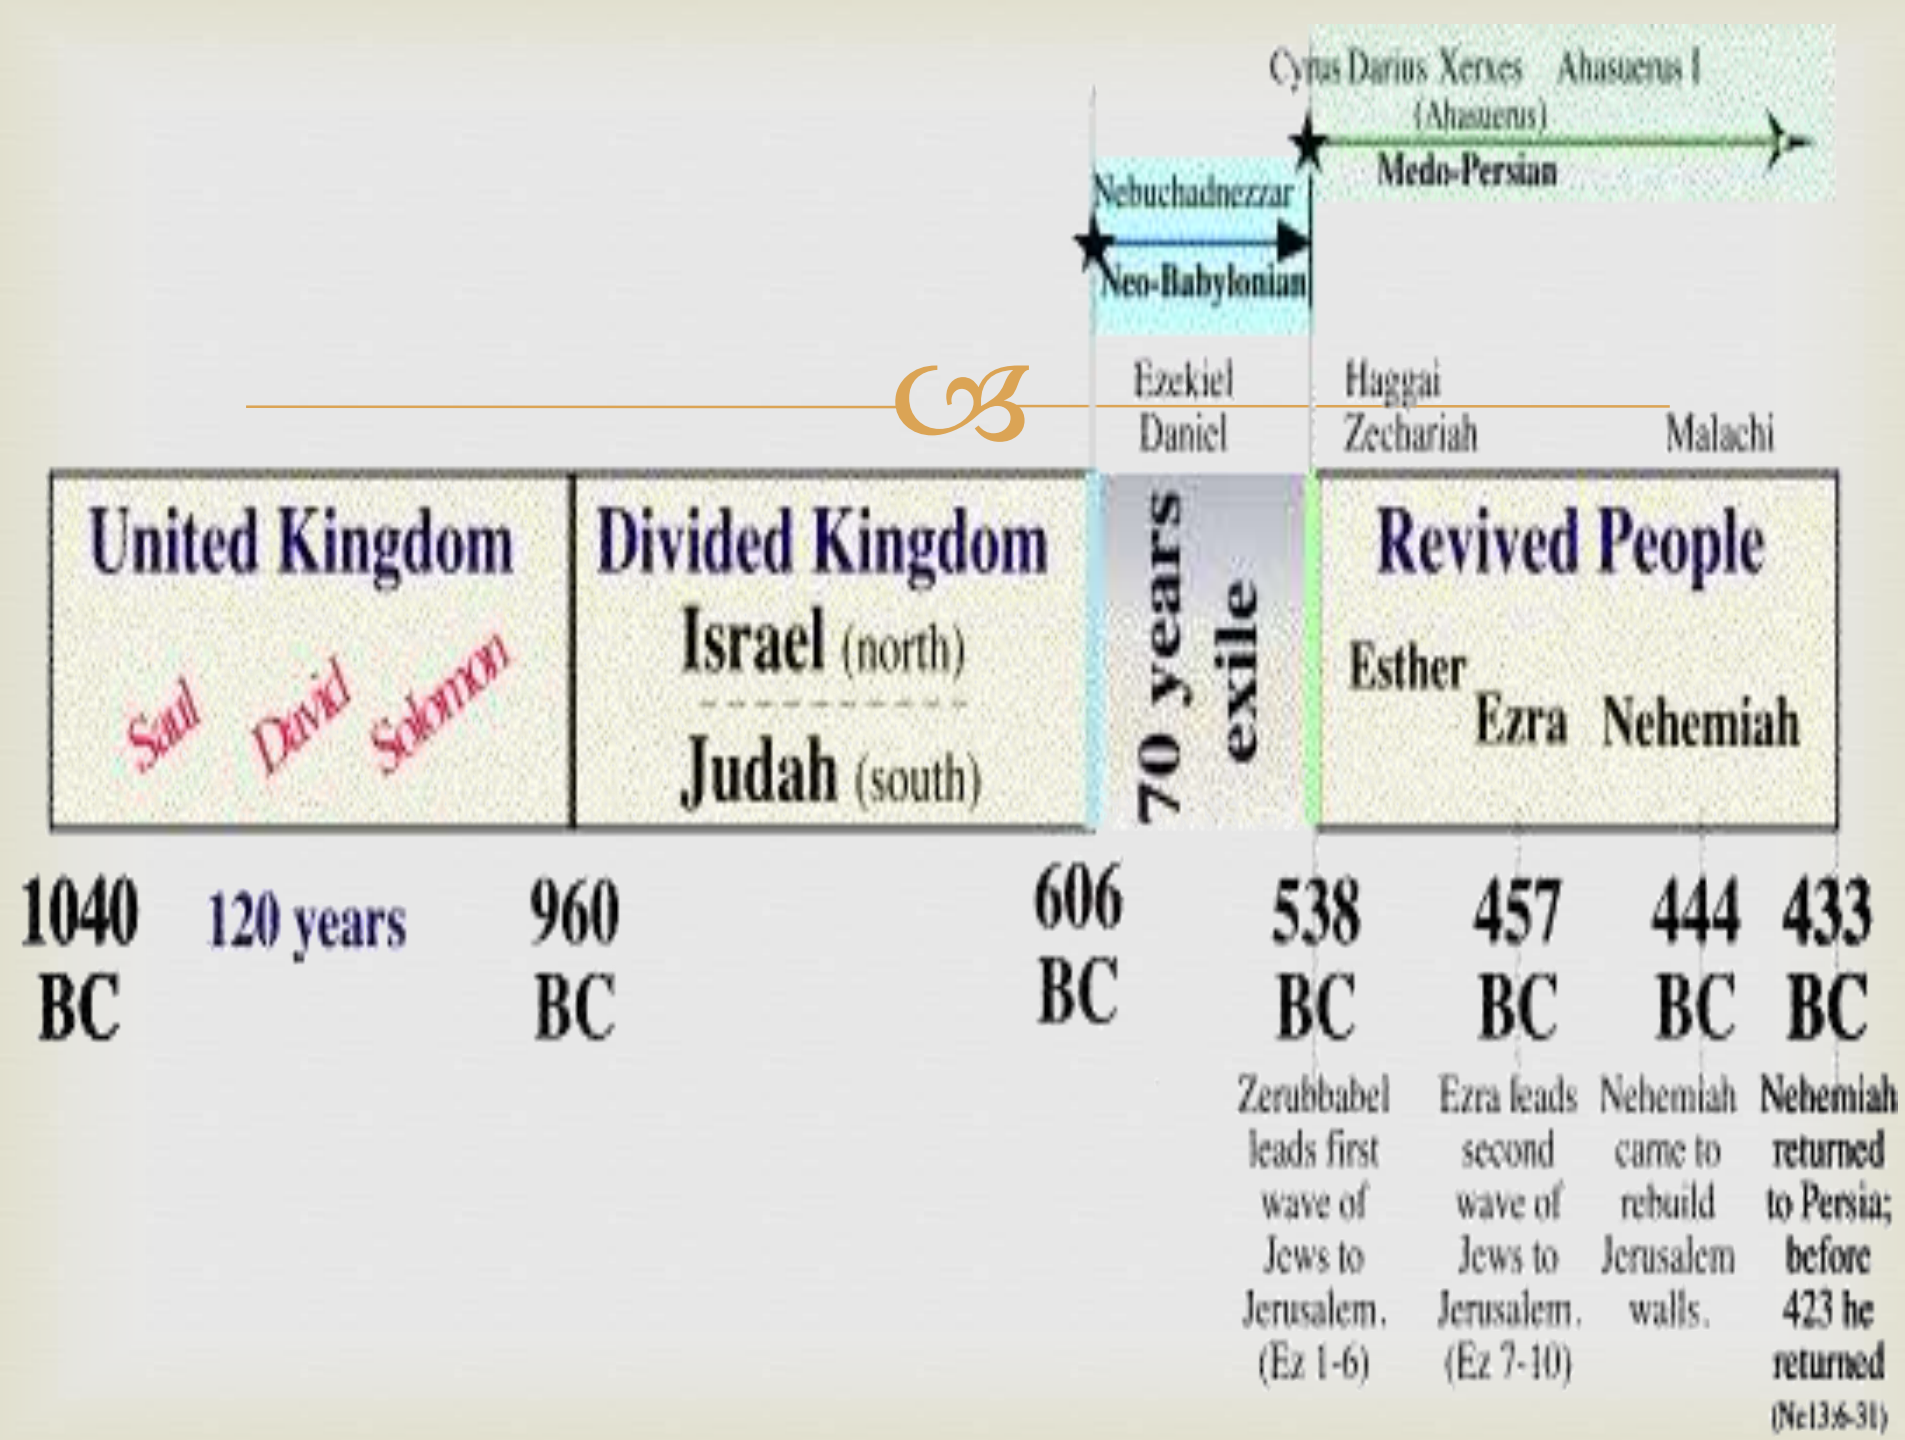 Cyrus Darius Xerxes Ahasuerus I
(Ahasuerus)
Medo-Persian
Nebuchadnezzar
Neo-Babylonian
Ezekiel
Daniel
Haggai
Zechariah
Malachi
United Kingdom
Saul David Solomon
Divided Kingdom
Israel (north)
Judah (south)
70 years
exile
Revived People
Esther
Ezra
Nehemiah
1040
BC
120 years
960
BC
606
BC
538
BC
Zerubbabel
leads first
wave of
Jews to
Jerusalem.
(Ez 1-6)
457
BC
Ezra leads
second
wave of
Jews to
Jerusalem.
(Ez 7-10)
444
BC
Nehemiah
came to
rebuild
Jerusalem
walls.
433
BC
Nehemiah
returned
to Persia;
before
423 he
returned
(Ne13:6-31)